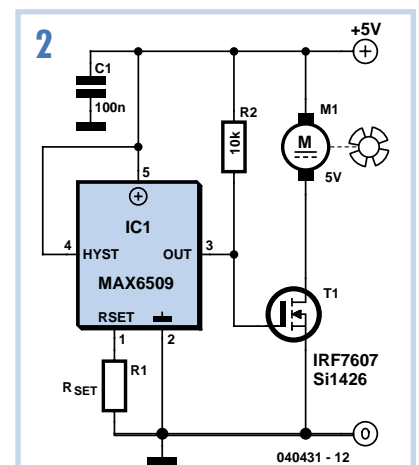 2
+5V
C1
100n
R2
10k
M1
M
5V
5
IC1
4
HYST
OUT
3
MAX6509
RSET
1
2
T1
R SET
R1
IRF7607
Si1426
0
040431 - 12